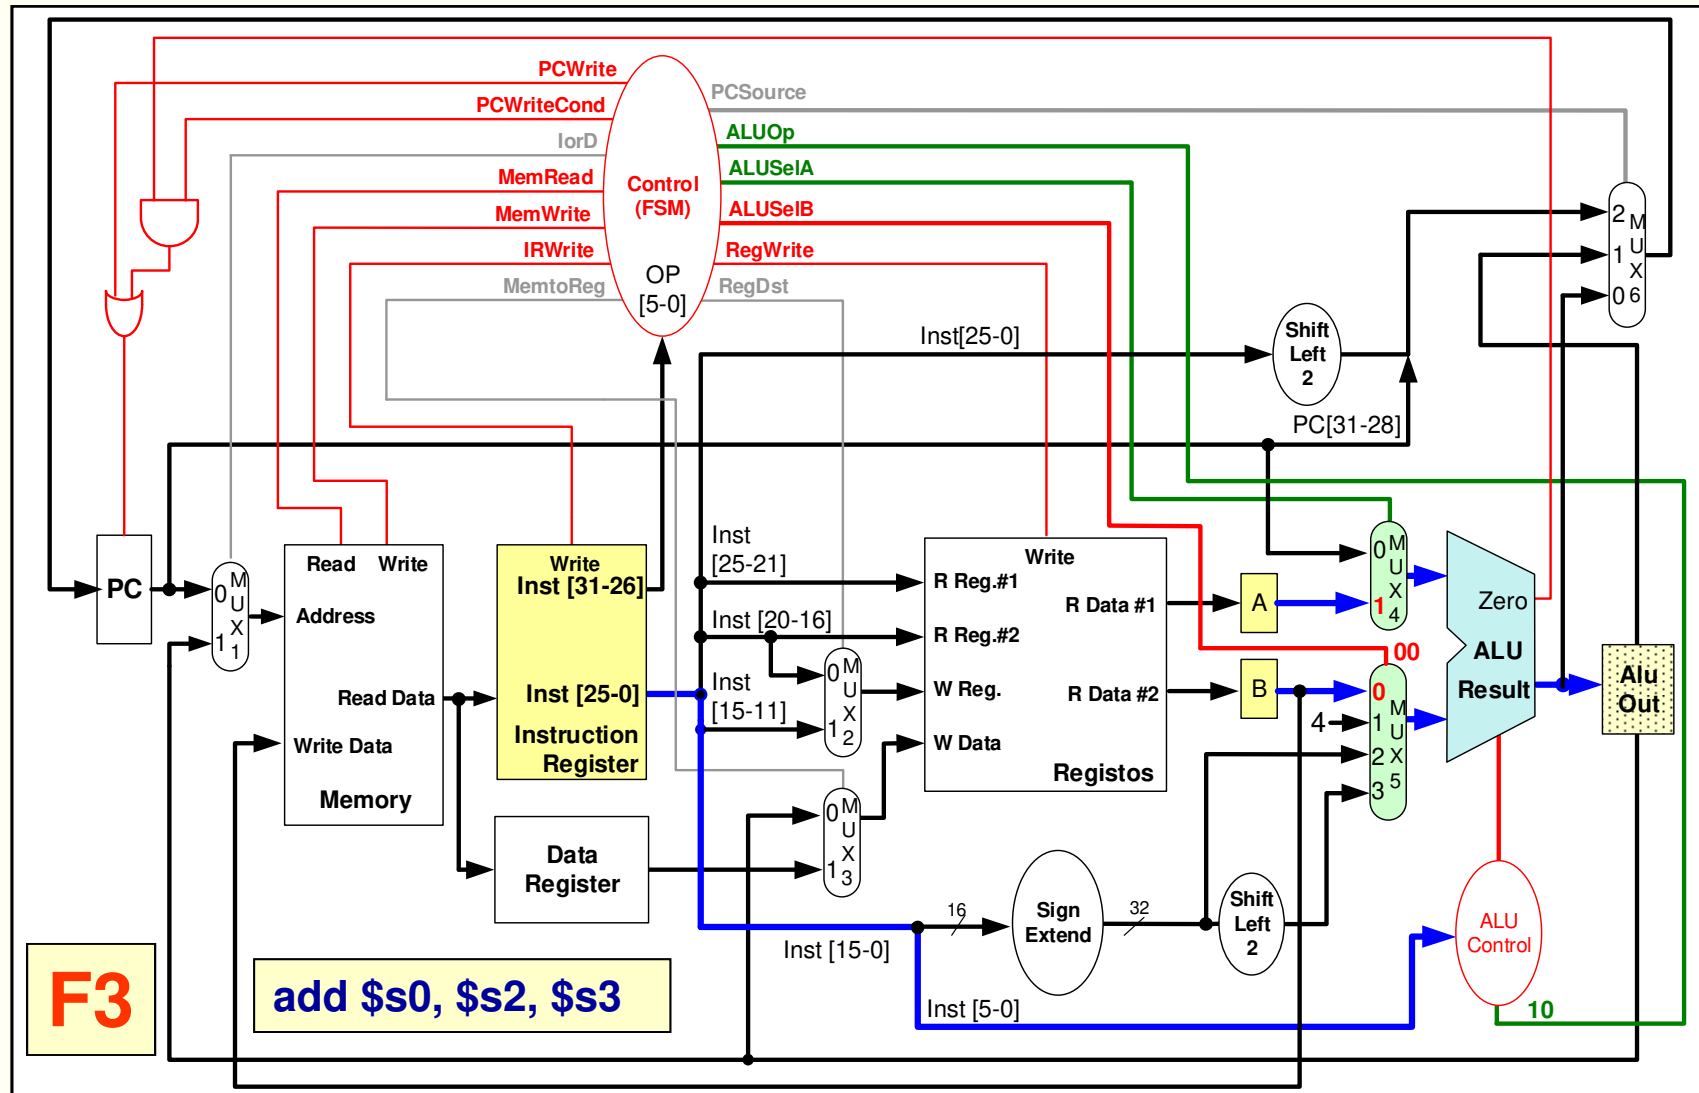 PCWrite
PCWriteCond
IorD
MemRead
MemWrite
IRWrite
MemtoReg
Control
(FSM)
OP
[5-0]
PCSource
ALUOp
ALUSelA
ALUSelB
RegWrite
RegDst
2
1
0
M
U
X
6
Inst[25-0]
Shift
Left
2
PC[31-28]
PC
0
1
M
U
X
1
Read
Write
Address
Read Data
Write Data
Memory
Write
Inst [31-26]
Inst [25-0]
Instruction
Register
Data
Register
Inst
[25-21]
Inst [20-16]
Inst
[15-11]
0
1
M
U
X
2
0
1
M
U
X
3
Write
R Reg.#1
R Reg.#2
W Reg.
W Data
R Data #1
R Data #2
Registos
A
B
0
1
M
U
X
4
00
0
4
1
2
3
M
U
X
5
Zero
ALU
Result
Alu
Out
16
Sign
Extend
32
Shift
Left
2
ALU
Control
Inst [15-0]
Inst [5-0]
10
F3
add $s0, $s2, $s3